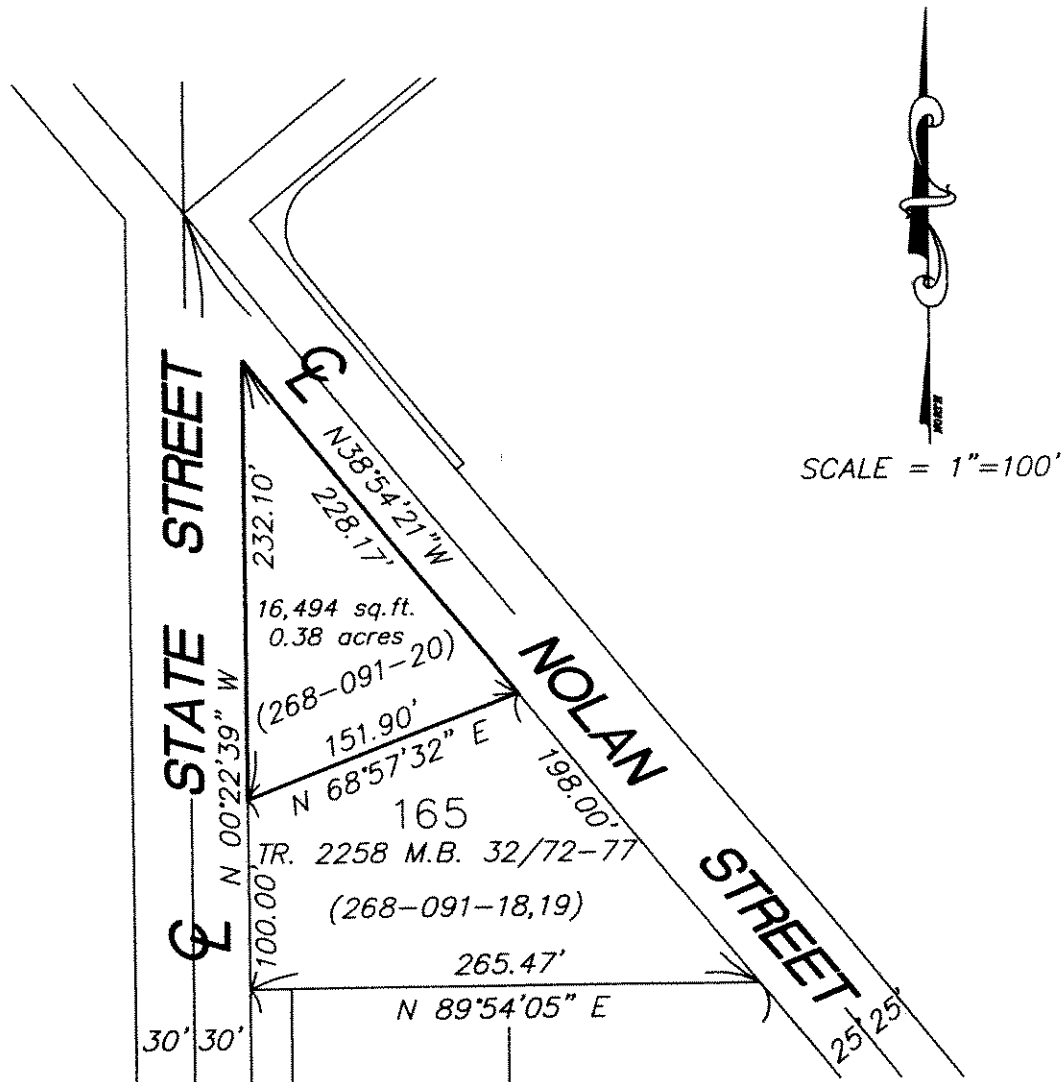 NORTH
SCALE = 1"=100'
STATE STREET
℄
N38°54'21"W
228.17'
232.10'
16,494 sq.ft.
0.38 acres
(268-091-20)
151.90'
N 68°57'32" E
N 00°22'39" W
NOLAN STREET
198.00'
165
TR. 2258 M.B. 32/72-77
(268-091-18,19)
100.00'
℄
265.47'
N 89°54'05" E
30' 30'
25' 25'